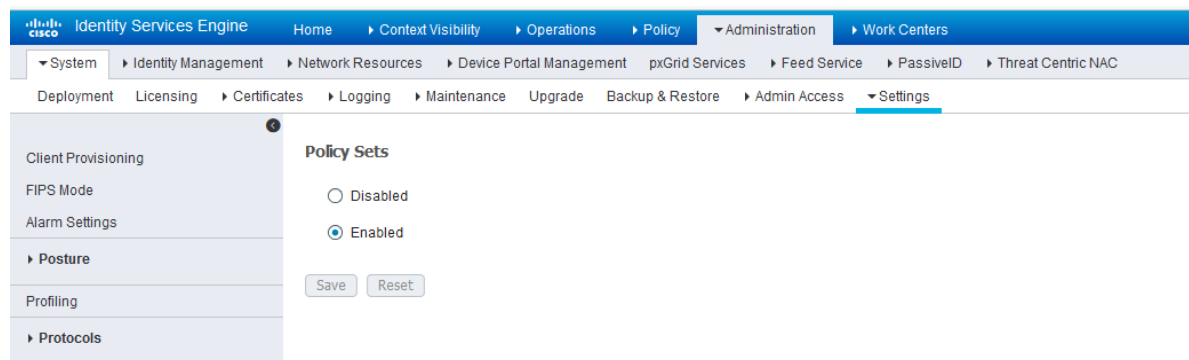 cisco Identity Services Engine Home Context Visibility Operations Policy Administration Work Centers
System Identity Management Network Resources Device Portal Management pxGrid Services Feed Service PassiveID Threat Centric NAC
Deployment Licensing Certificates Logging Maintenance Upgrade Backup & Restore Admin Access Settings
Client Provisioning
FIPS Mode
Alarm Settings
Posture
Profiling
Protocols
Policy Sets
Disabled
Enabled
Save Reset